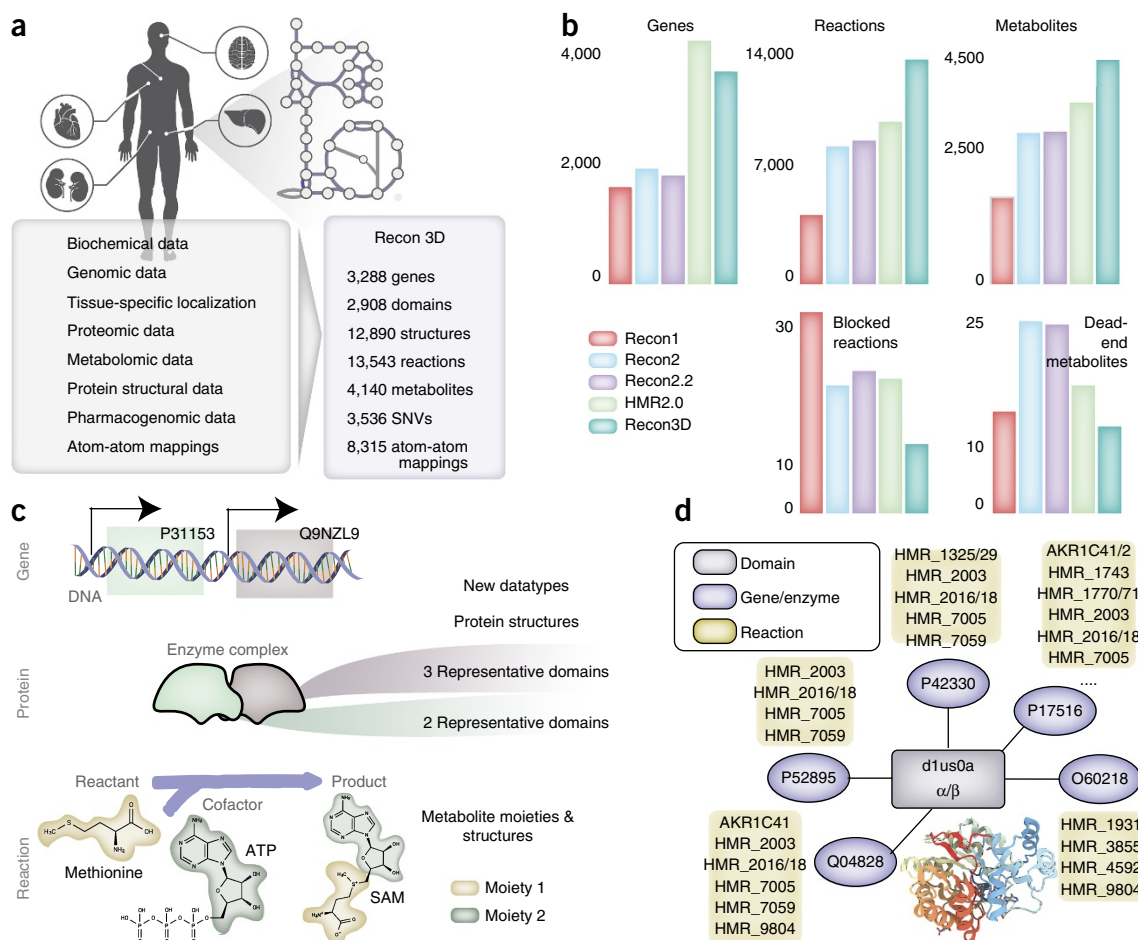 a
Biochemical data
Genomic data
Tissue-specific localization
Proteomic data
Metabolomic data
Protein structural data
Pharmacogenomic data
Atom-atom mappings
Recon 3D
3,288 genes
2,908 domains
12,890 structures
13,543 reactions
4,140 metabolites
3,536 SNVs
8,315 atom-atom
mappings
b
Genes
4,000
2,000
0
Reactions
14,000
7,000
0
Metabolites
4,500
2,500
0
Recon1
Recon2
Recon2.2
HMR2.0
Recon3D
Blocked
reactions
30
10
0
Dead-
end
metabolites
25
10
0
c
Gene
P31153
Q9NZL9
DNA
New datatypes
Protein structures
Protein
Enzyme complex
3 Representative domains
2 Representative domains
Reaction
Reactant
Cofactor
Product
Methionine
ATP
SAM
Metabolite moieties &
structures
Moiety 1
Moiety 2
d
Domain
Gene/enzyme
Reaction
HMR_1325/29
HMR_2003
HMR_2016/18
HMR_7005
HMR_7059
AKR1C41/2
HMR_1743
HMR_1770/71
HMR_2003
HMR_2016/18
HMR_7005
....
HMR_2003
HMR_2016/18
HMR_7005
HMR_7059
P42330
P17516
P52895
d1us0a
α/β
O60218
Q04828
AKR1C41
HMR_2003
HMR_2016/18
HMR_7005
HMR_7059
HMR_9804
HMR_1931
HMR_3855
HMR_4592
HMR_9804